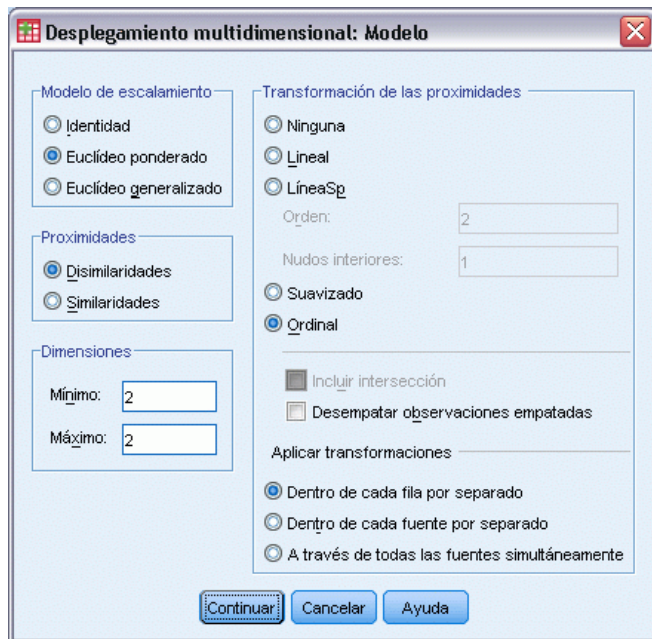 Desplegamiento multidimensional: Modelo
Modelo de escalamiento
Identidad
Euclídeo ponderado
Euclídeo generalizado
Proximidades
Disimilaridades
Similaridades
Dimensiones
Mínimo: 2
Máximo: 2
Transformación de las proximidades
Ninguna
Lineal
LíneaSp
Orden: 2
Nudos interiores: 1
Suavizado
Ordinal
Incluir intersección
Desempatar observaciones empatadas
Aplicar transformaciones
Dentro de cada fila por separado
Dentro de cada fuente por separado
A través de todas las fuentes simultáneamente
Continuar Cancelar Ayuda